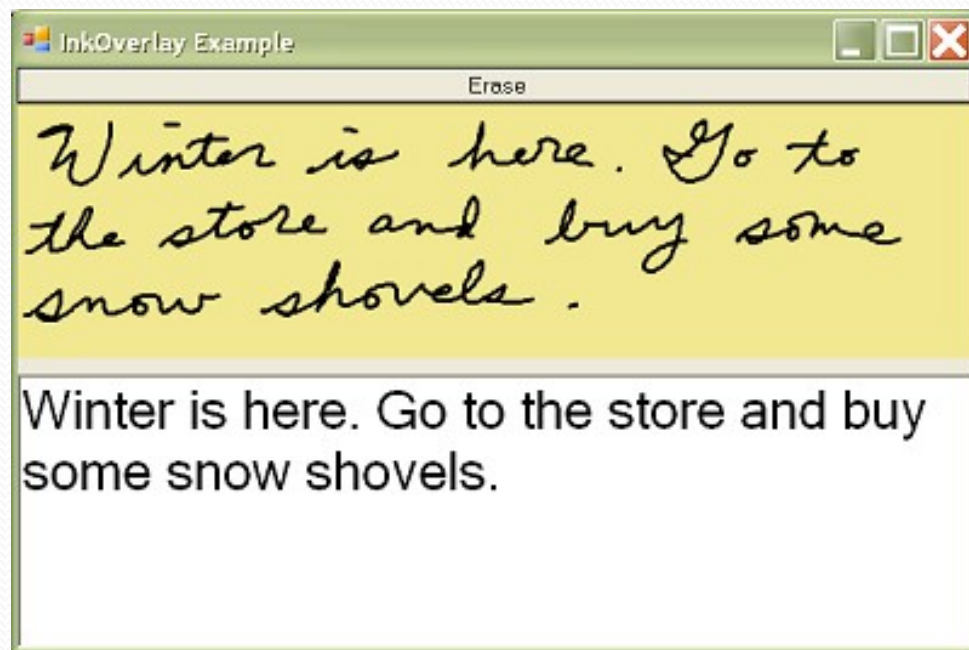 InkOverlay Example
Erase
Winter is here. Go to
the store and buy some
snow shovels.
Winter is here. Go to the store and buy
some snow shovels.